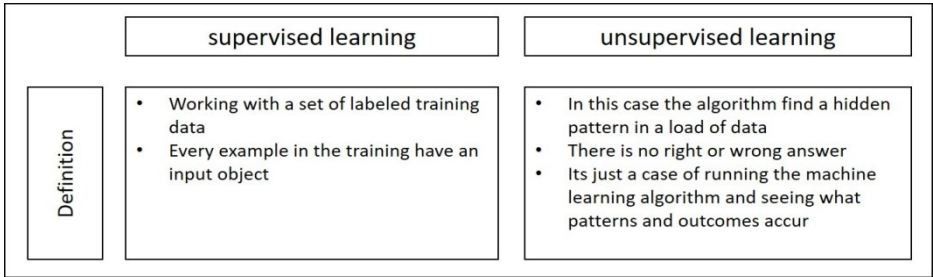 supervised learning
unsupervised learning
Definition
• Working with a set of labeled training
data
• Every example in the training have an
input object
• In this case the algorithm find a hidden
pattern in a load of data
• There is no right or wrong answer
• Its just a case of running the machine
learning algorithm and seeing what
patterns and outcomes accur